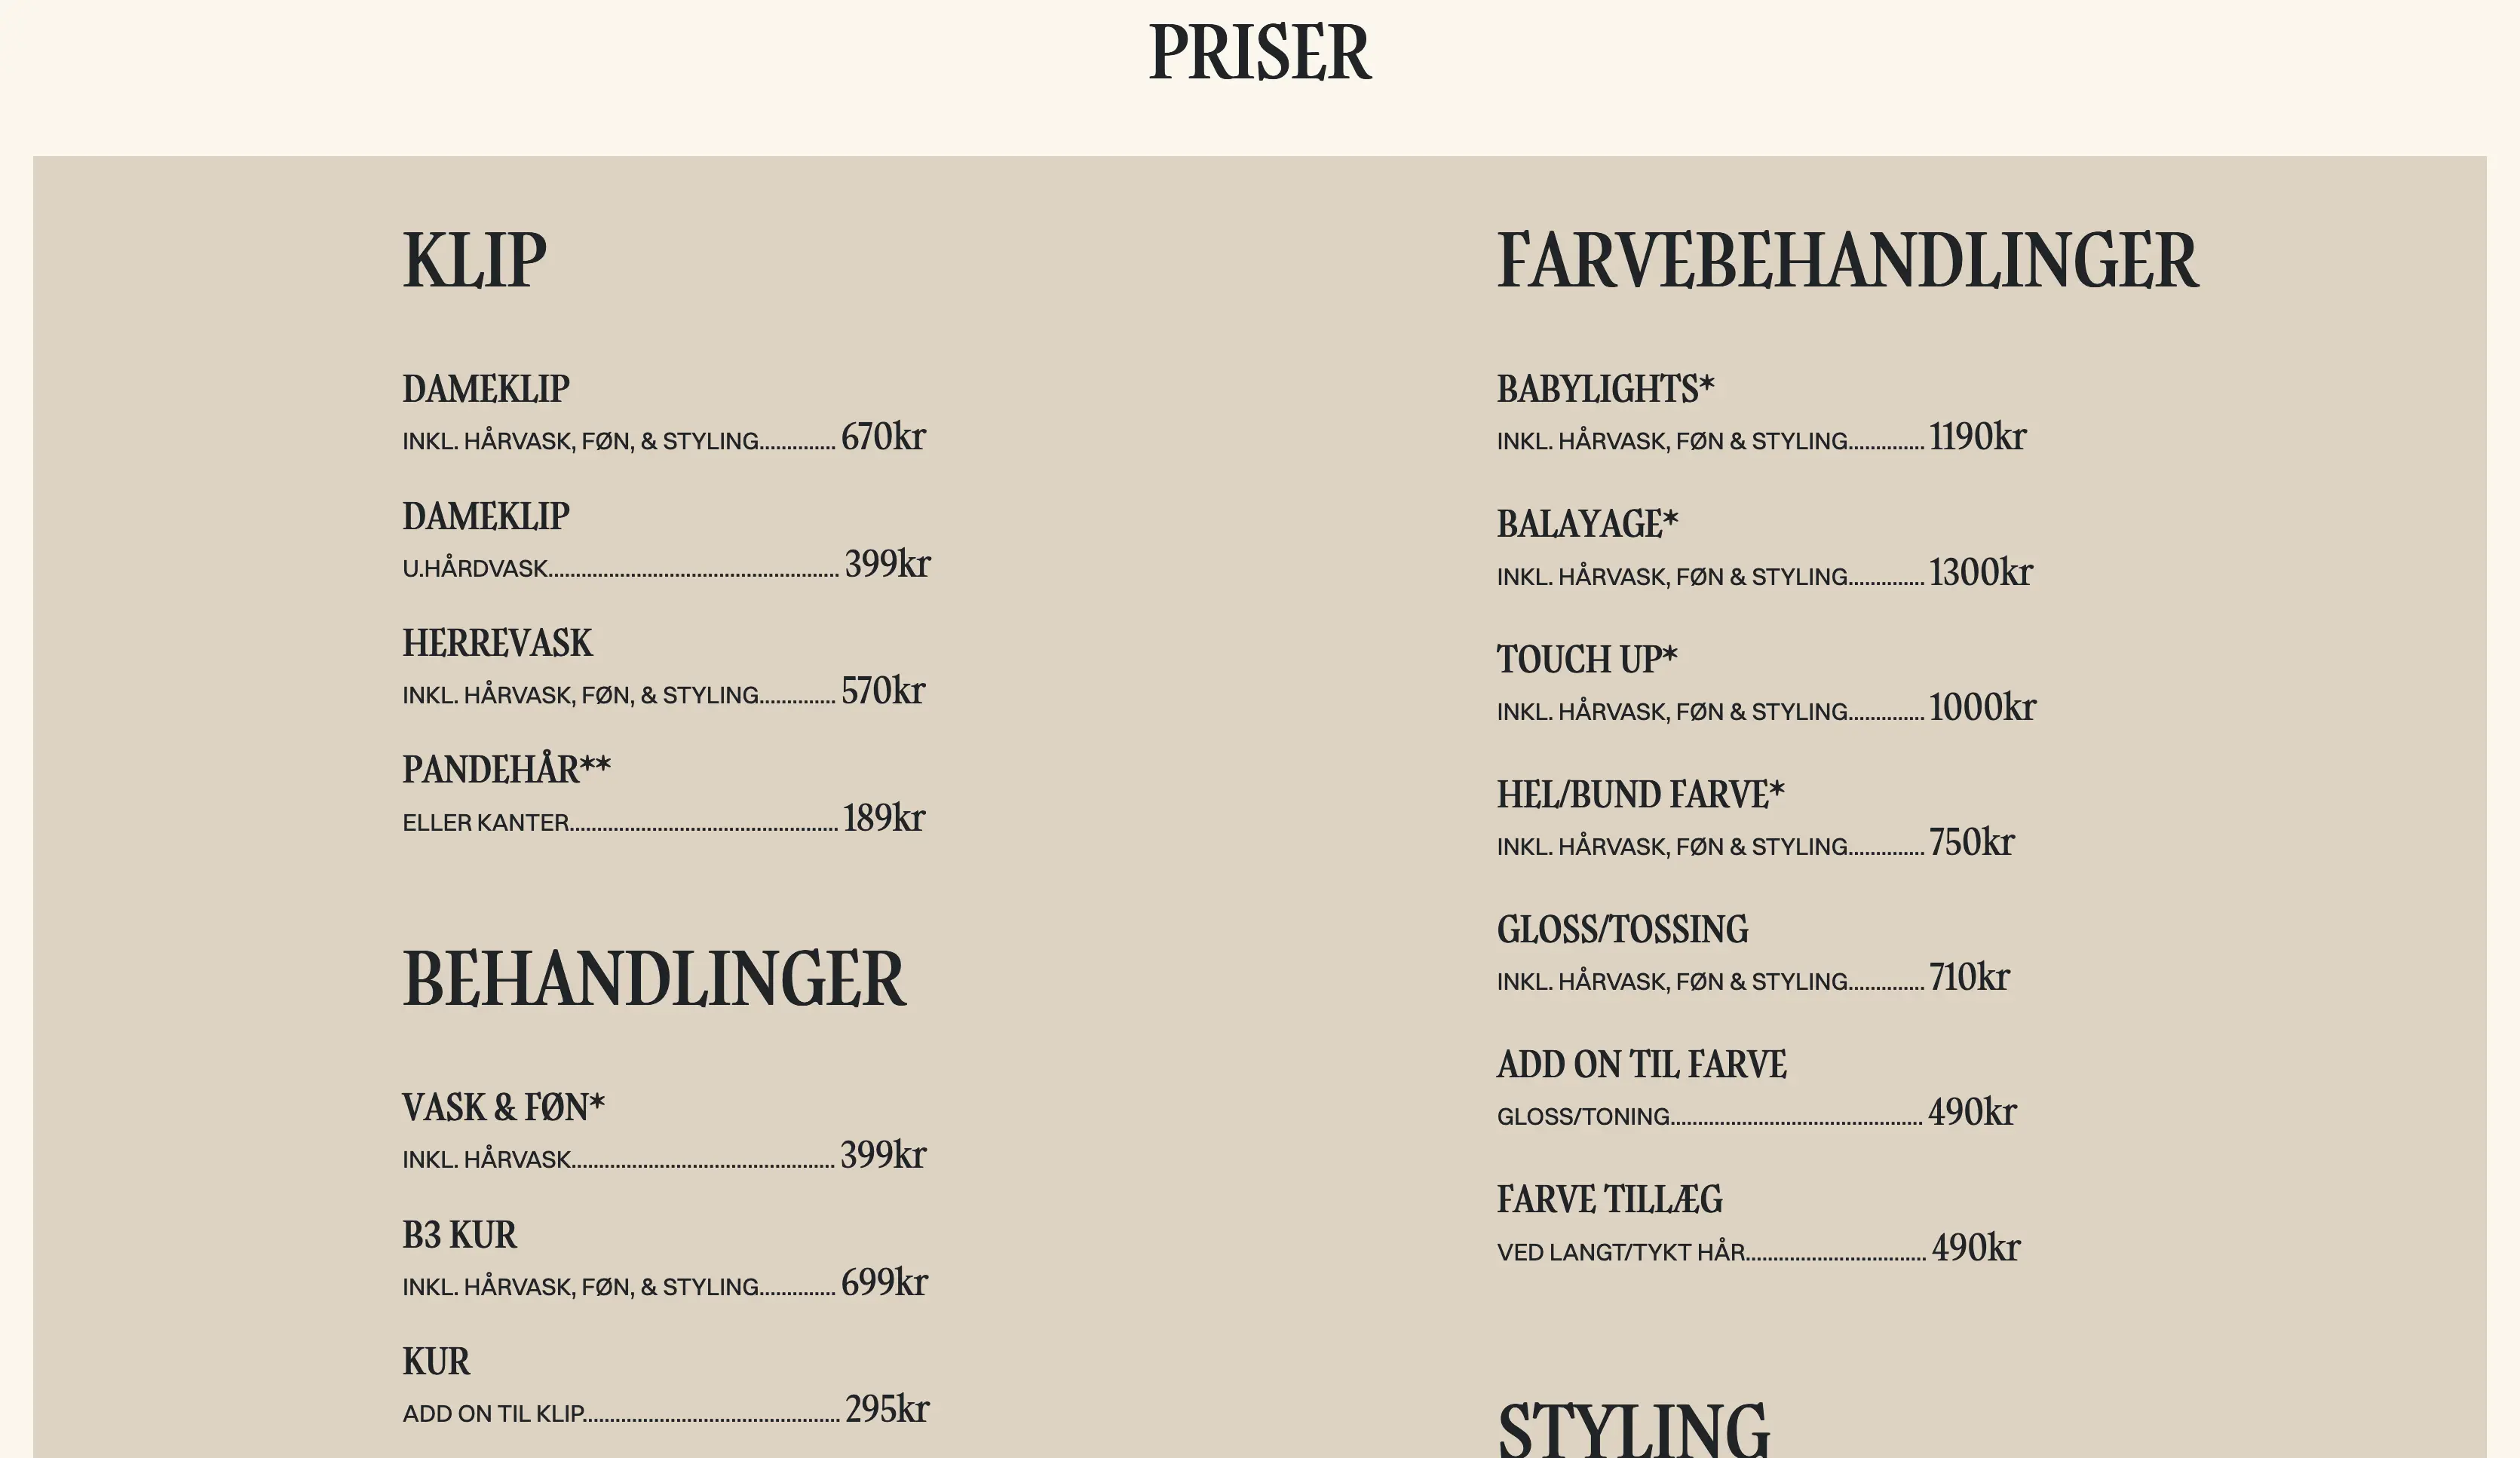 PRISER
KLIP
DAMEKLIP
INKL. HÅRVASK, FØN, & STYLING.............. 670kr
DAMEKLIP
U.HÅRDVASK..................................................... 399kr
HERREVASK
INKL. HÅRVASK, FØN, & STYLING.............. 570kr
PANDEHÅR**
ELLER KANTER................................................. 189kr
BEHANDLINGER
VASK & FØN*
INKL. HÅRVASK................................................ 399kr
B3 KUR
INKL. HÅRVASK, FØN, & STYLING.............. 699kr
KUR
ADD ON TIL KLIP............................................... 295kr
FARVEBEHANDLINGER
BABYLIGHTS*
INKL. HÅRVASK, FØN & STYLING.............. 1190kr
BALAYAGE*
INKL. HÅRVASK, FØN & STYLING.............. 1300kr
TOUCH UP*
INKL. HÅRVASK, FØN & STYLING.............. 1000kr
HEL/BUND FARVE*
INKL. HÅRVASK, FØN & STYLING.............. 750kr
GLOSS/TOSSING
INKL. HÅRVASK, FØN & STYLING.............. 710kr
ADD ON TIL FARVE
GLOSS/TONING.............................................. 490kr
FARVE TILLÆG
VED LANGT/TYKT HÅR................................. 490kr
STYLING